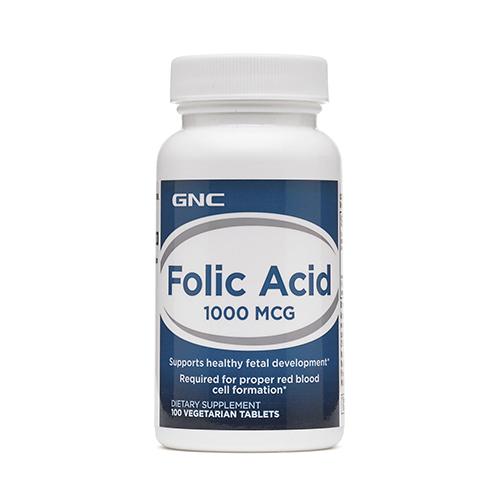 GNC
Folic Acid
1000 MCG
Supports healthy fetal development*
Required for proper red blood
cell formation*
DIETARY SUPPLEMENT
100 VEGETARIAN TABLETS